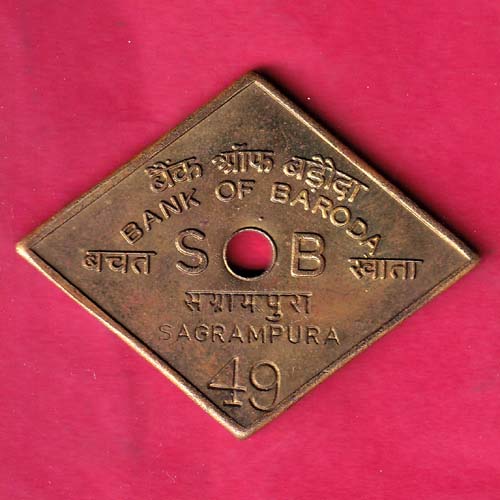 बैंक ऑफ बड़ौदा
BANK OF BARODA
बचत S B खाता
सग्रामपुरा
SAGRAMPURA
49